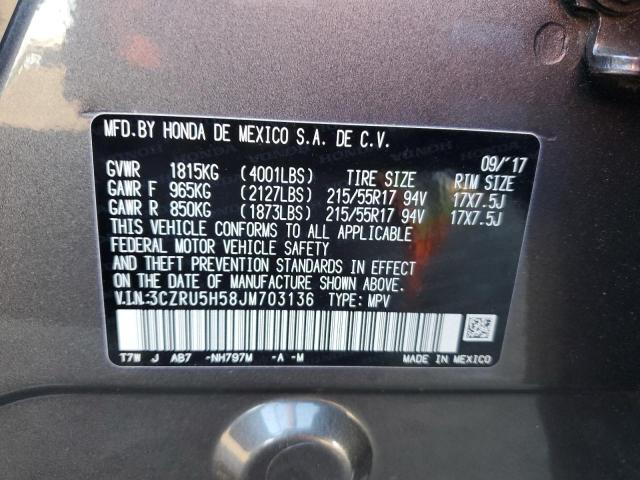 MFD.BY HONDA DE MEXICO S.A. DE C.V.
09/'17
GVWR 1815KG (4001LBS) TIRE SIZE RIM SIZE
GAWR F 965KG (2127LBS) 215/55R17 94V 17X7.5J
GAWR R 850KG (1873LBS) 215/55R17 94V 17X7.5J
THIS VEHICLE CONFORMS TO ALL APPLICABLE
FEDERAL MOTOR VEHICLE SAFETY
AND THEFT PREVENTION STANDARDS IN EFFECT
ON THE DATE OF MANUFACTURE SHOWN ABOVE.
V.I.N:3CZRU5H58JM703136 TYPE: MPV
T7W J AB7 -NH797M -A -M MADE IN MEXICO